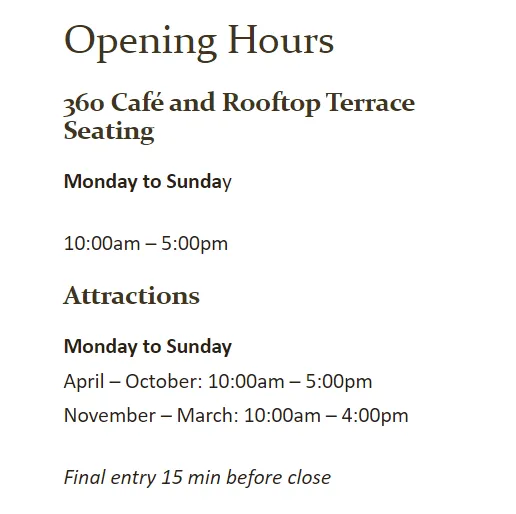 Opening Hours
360 Café and Rooftop Terrace
Seating
Monday to Sunday
10:00am – 5:00pm
Attractions
Monday to Sunday
April – October: 10:00am – 5:00pm
November – March: 10:00am – 4:00pm
Final entry 15 min before close